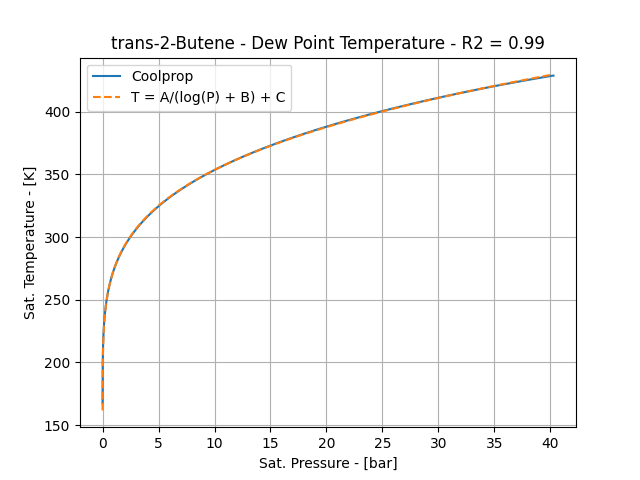 trans-2-Butene - Dew Point Temperature - R2 = 0.99
Coolprop
T = A/(log(P) + B) + C
Sat. Temperature - [K]
400
350
300
250
200
150
0 5 10 15 20 25 30 35 40
Sat. Pressure - [bar]